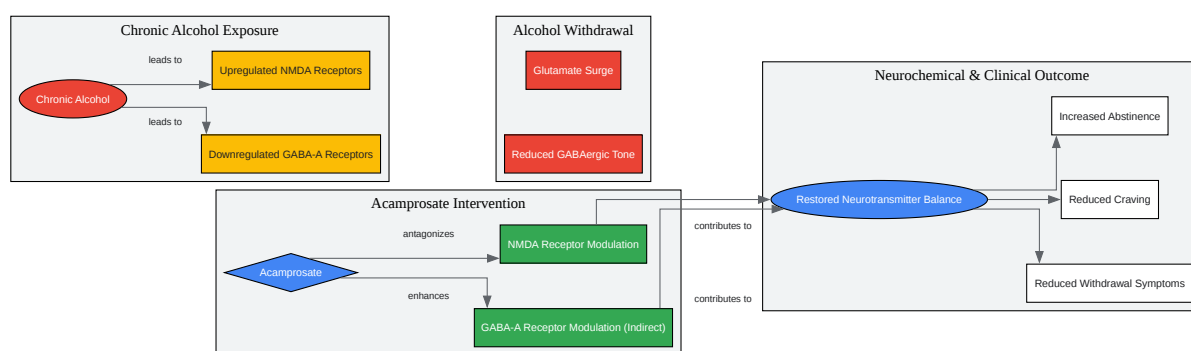 Chronic Alcohol Exposure
leads to
Upregulated NMDA Receptors
Chronic Alcohol
leads to
Downregulated GABA-A Receptors
Alcohol Withdrawal
Glutamate Surge
Reduced GABAergic Tone
Acamprosate Intervention
antagonizes
NMDA Receptor Modulation
Acamprosate
enhances
GABA-A Receptor Modulation (Indirect)
contributes to
contributes to
Neurochemical & Clinical Outcome
Increased Abstinence
Restored Neurotransmitter Balance
Reduced Craving
Reduced Withdrawal Symptoms